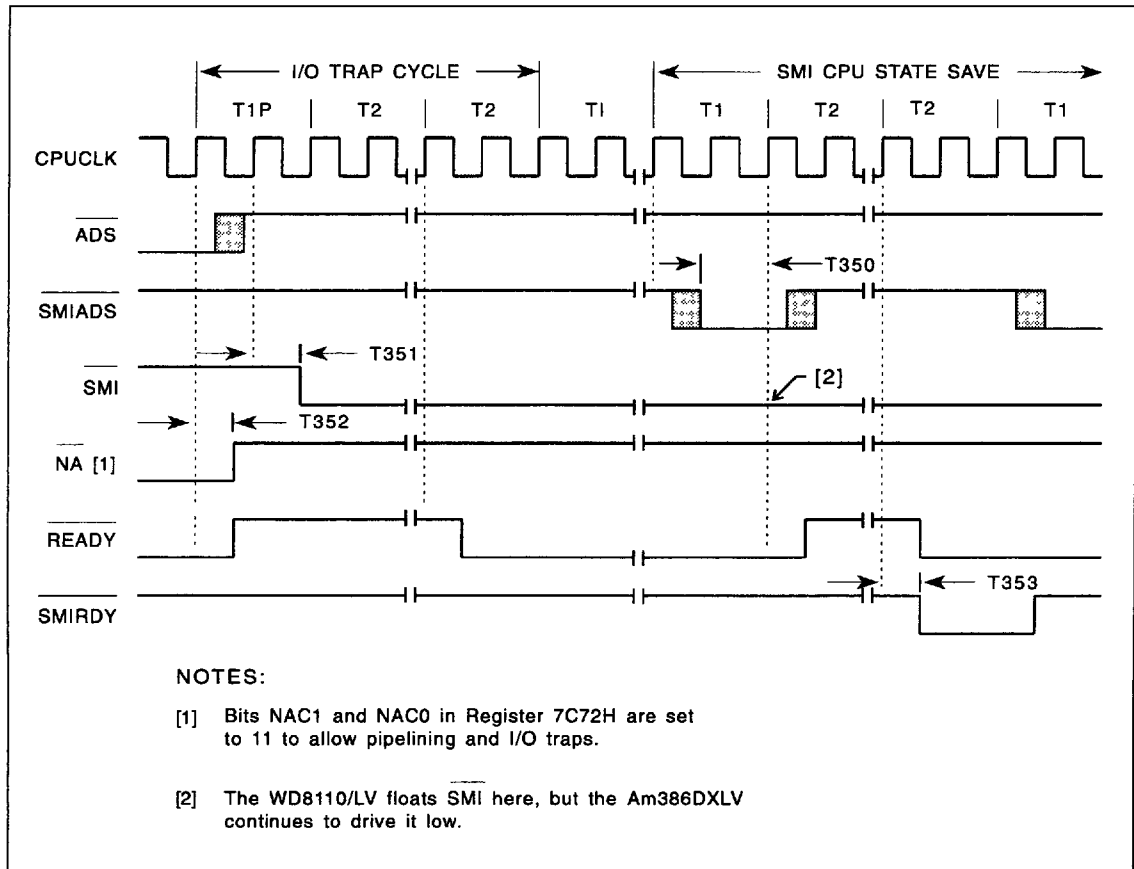 I/O TRAP CYCLE SMI CPU STATE SAVE
T1P T2 T2 TI T1 T2 T2 T1
CPUCLK
ADS
T350
SMIADS
T351
SMI
[2]
T352
NA [1]
READY
T353
SMIRDY
NOTES:
[1] Bits NAC1 and NAC0 in Register 7C72H are set
to 11 to allow pipelining and I/O traps.
[2] The WD8110/LV floats SMI here, but the Am386DXLV
continues to drive it low.